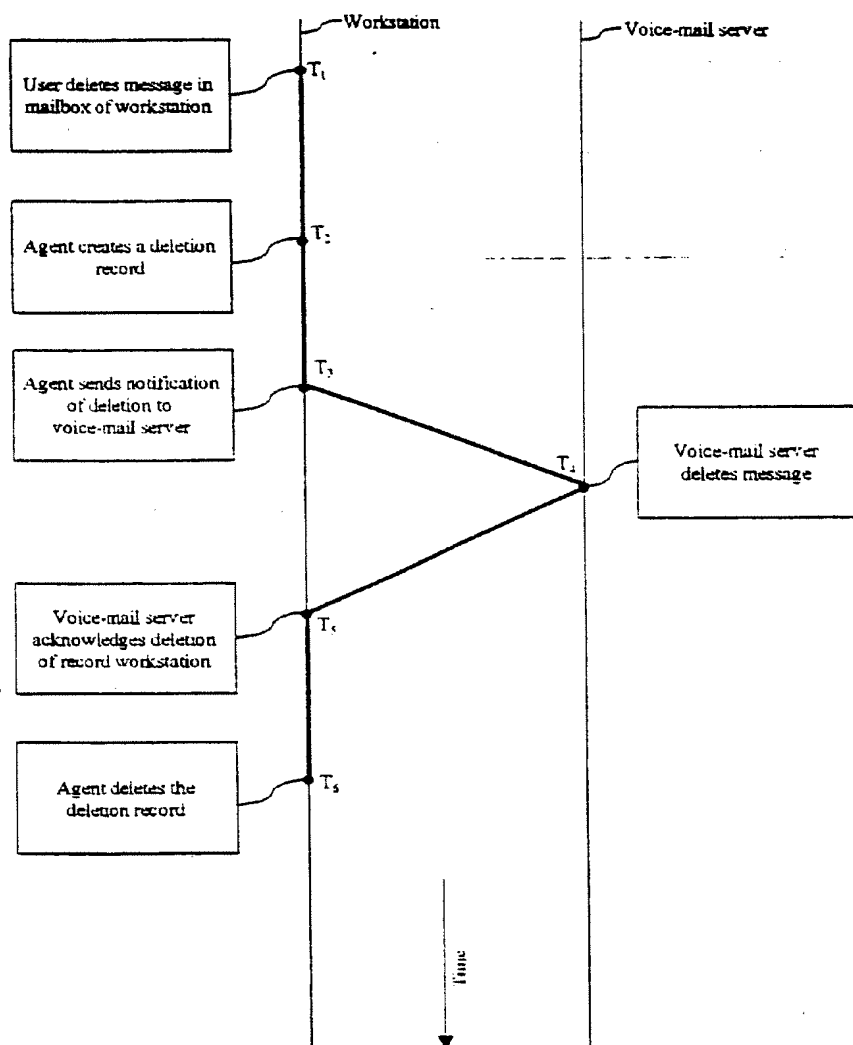 Workstation
Voice-mail server
T₁
User deletes message in
mailbox of workstation
T₂
Agent creates a deletion
record
T₃
Agent sends notification
of deletion to
voice-mail server
T₄
Voice-mail server
deletes message
Voice-mail server
acknowledges deletion
of record workstation
T₅
Agent deletes the
deletion record
T₆
Time